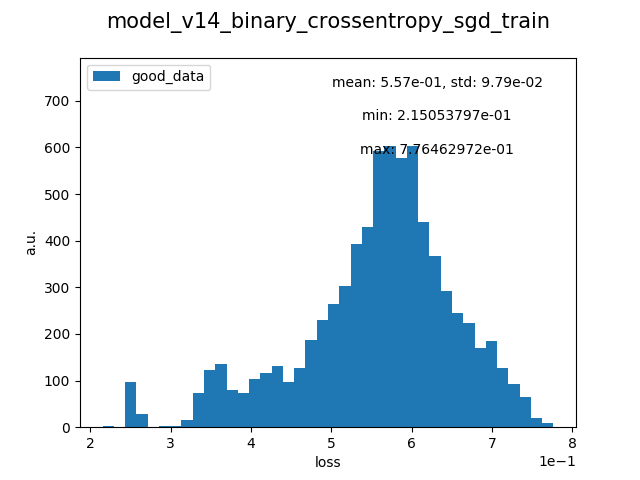 model_v14_binary_crossentropy_sgd_train
good_data
mean: 5.57e-01, std: 9.79e-02
min: 2.15053797e-01
max: 7.76462972e-01
700
600
500
400
300
200
100
0
a.u.
2 3 4 5 6 7 8
loss
1e−1